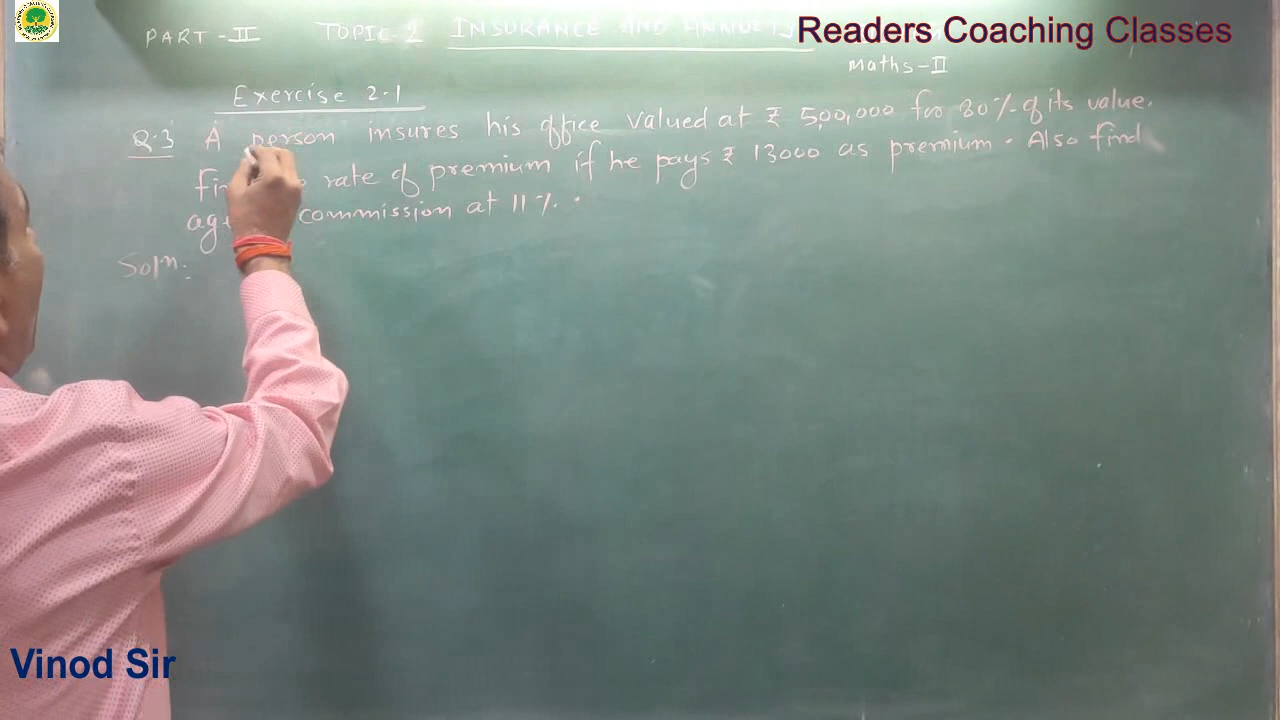 PART-II TOPIC-2 INSURANCE AND ANNUITY
Readers Coaching Classes
Maths-II
Exercise 2.1
Q.3 A person insures his office valued at ₹ 5,00,000 for 80% of its value.
rate of premium if he pays ₹ 13000 as premium. Also find
commission at 11%.
Soln:
Vinod Sir